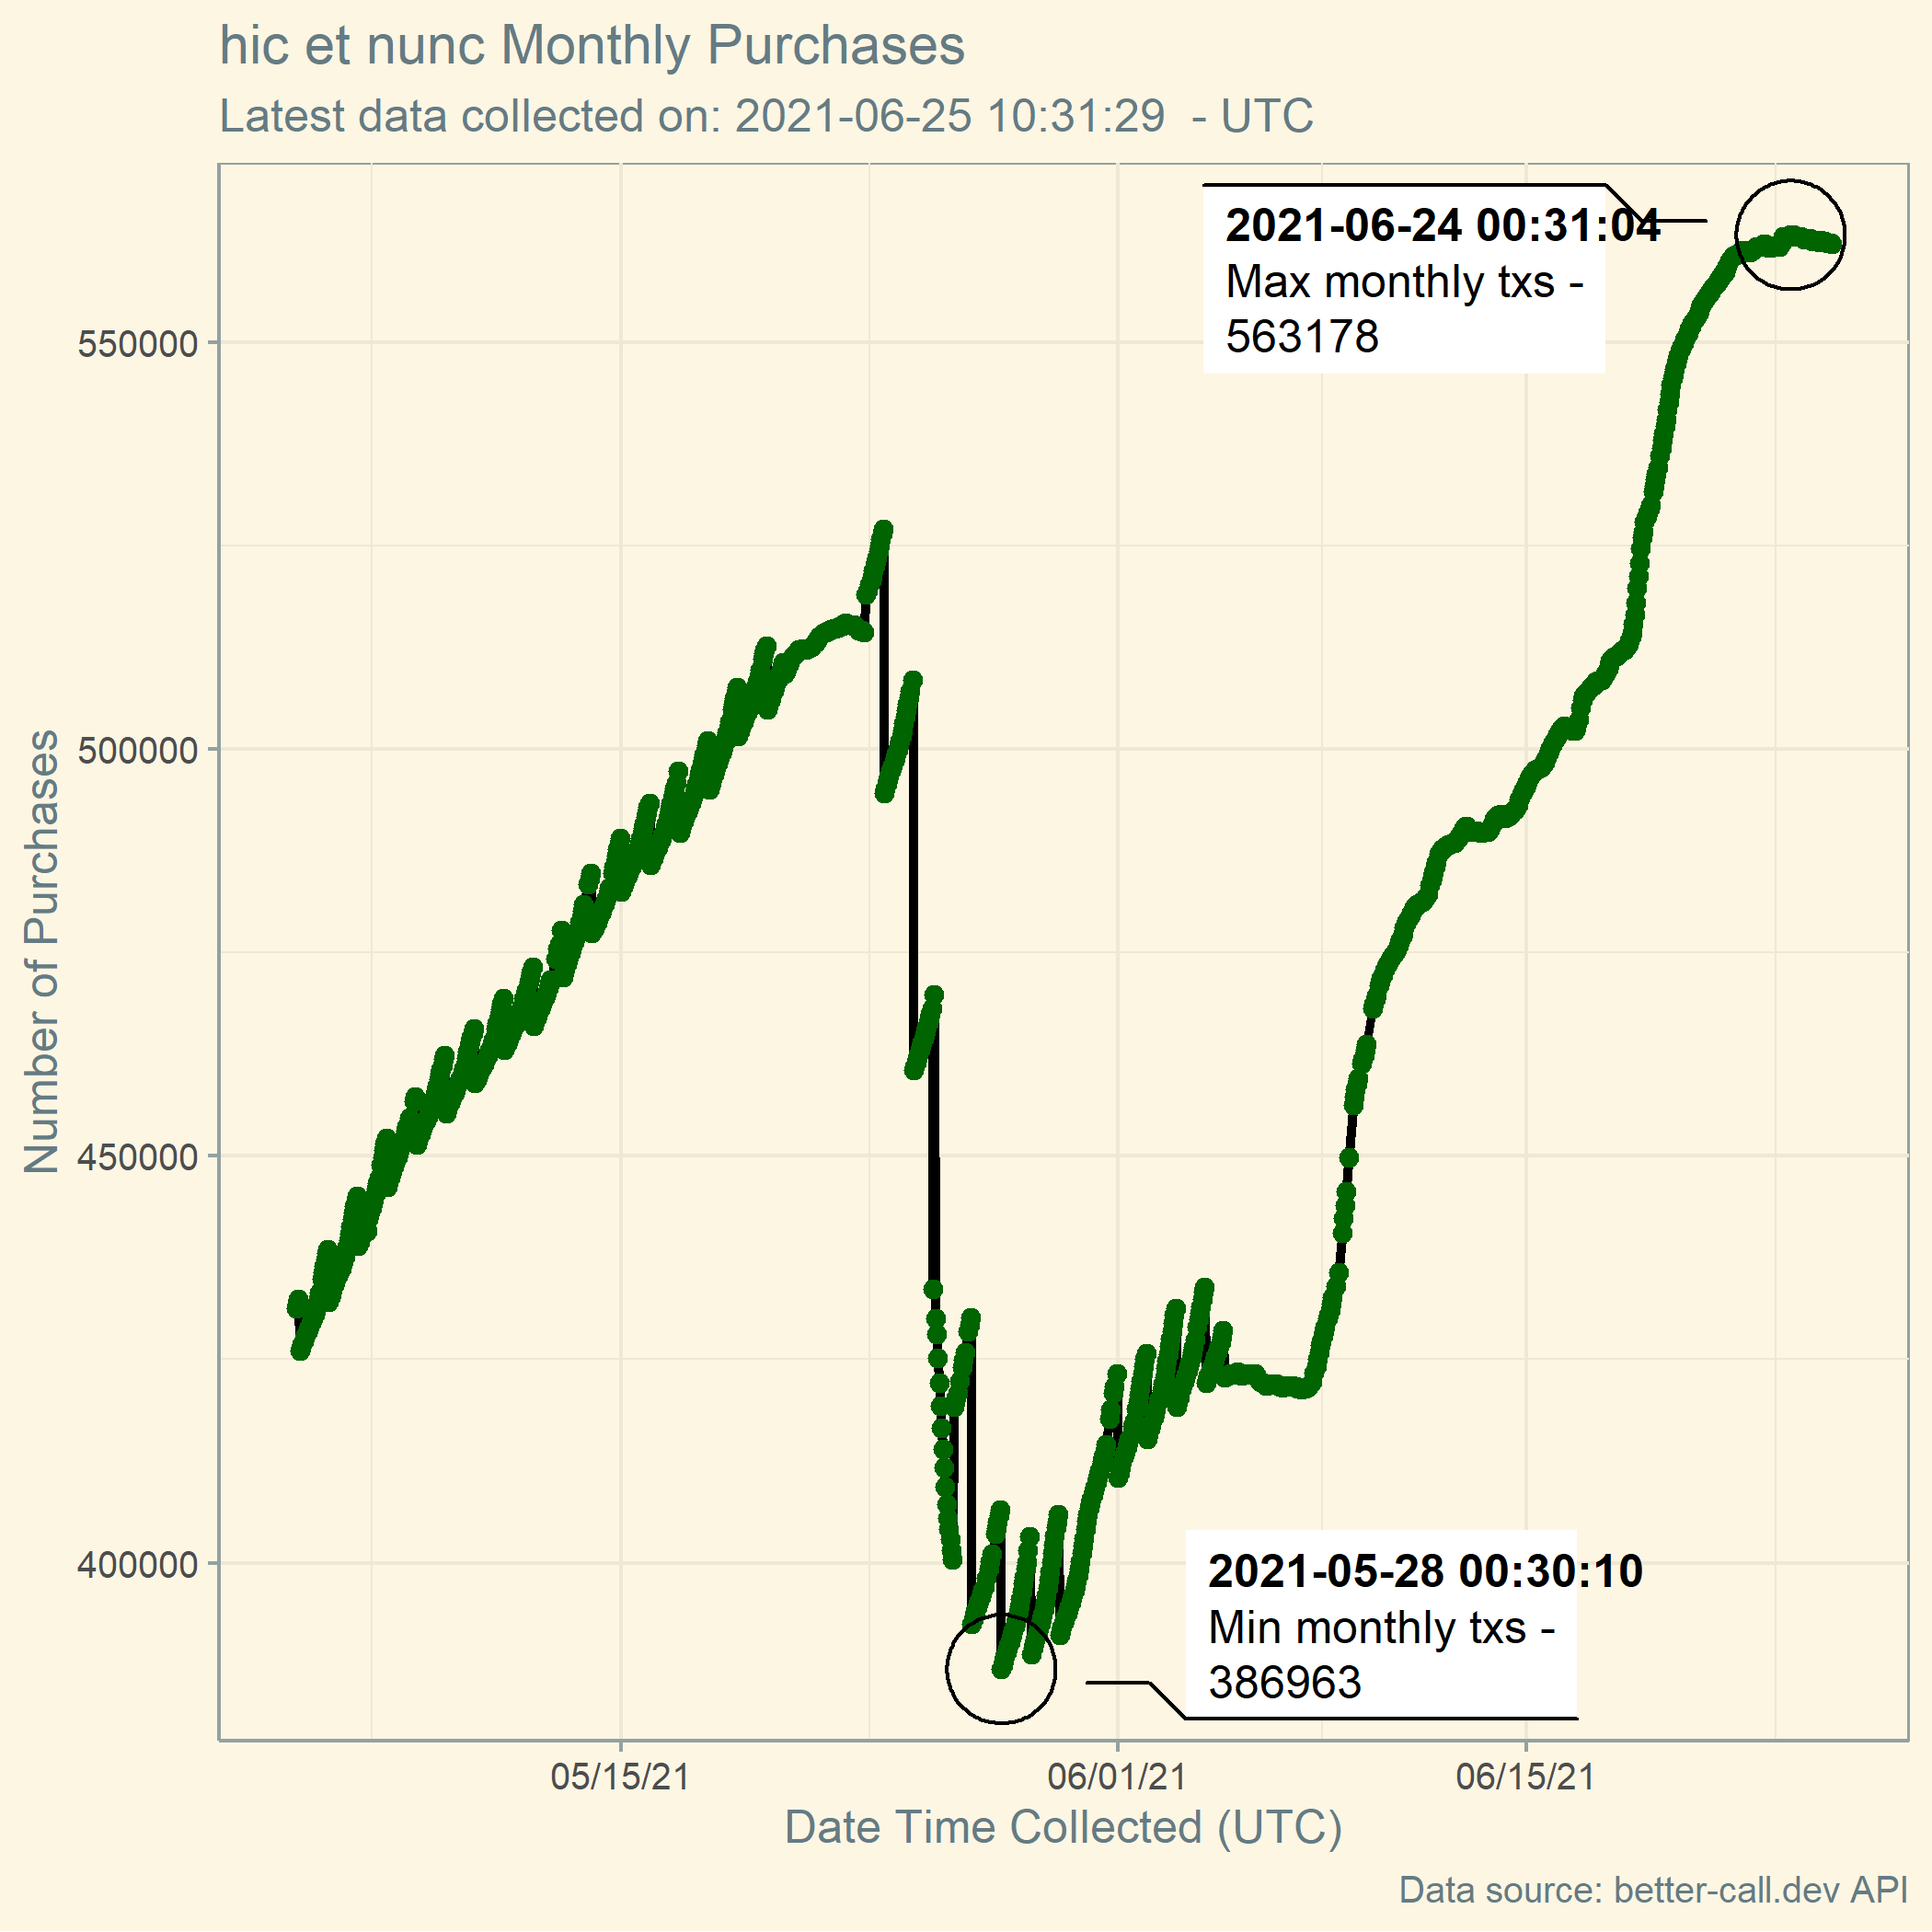 hic et nunc Monthly Purchases
Latest data collected on: 2021-06-25 10:31:29  - UTC
2021-06-24 00:31:04
Max monthly txs -
563178
550000
500000
450000
400000
Number of Purchases
2021-05-28 00:30:10
Min monthly txs -
386963
05/15/21
06/01/21
06/15/21
Date Time Collected (UTC)
Data source: better-call.dev API